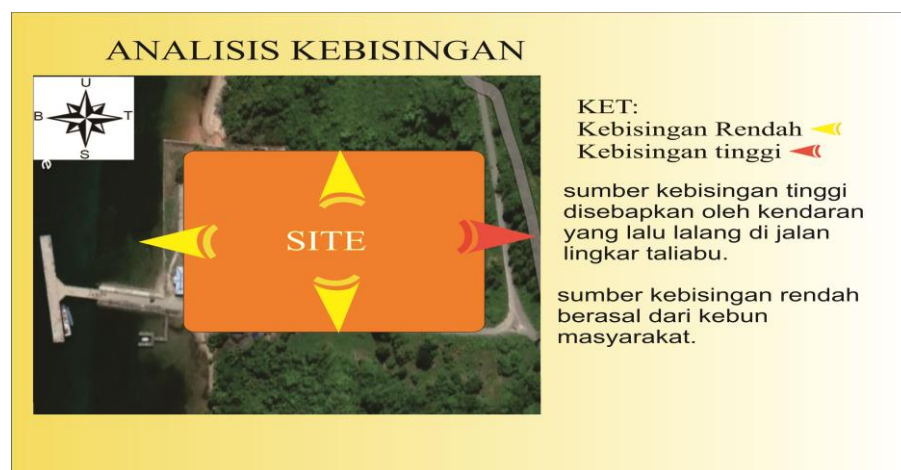 ANALISIS KEBISINGAN
U
B
T
S
e
SITE
KET:
Kebisingan Rendah
Kebisingan tinggi
sumber kebisingan tinggi
disebapkan oleh kendaran
yang lalu lalang di jalan
lingkar taliabu.
sumber kebisingan rendah
berasal dari kebun
masyarakat.